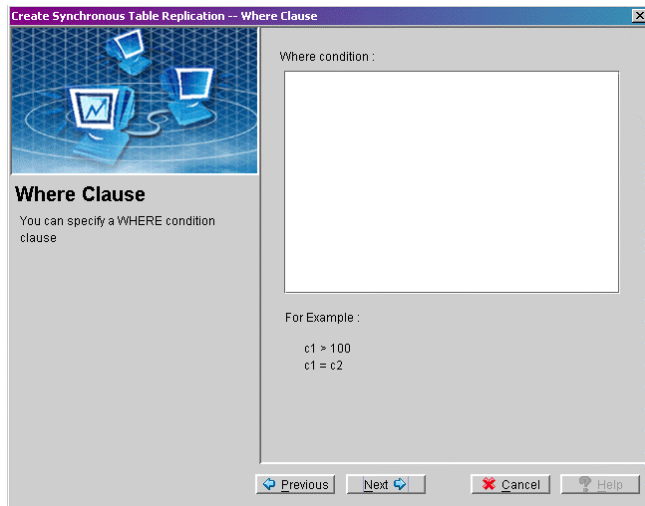 Create Synchronous Table Replication -- Where Clause
Where condition :
Where Clause
You can specify a WHERE condition
clause
For Example :
c1 > 100
c1 = c2
Previous
Next
Cancel
Help